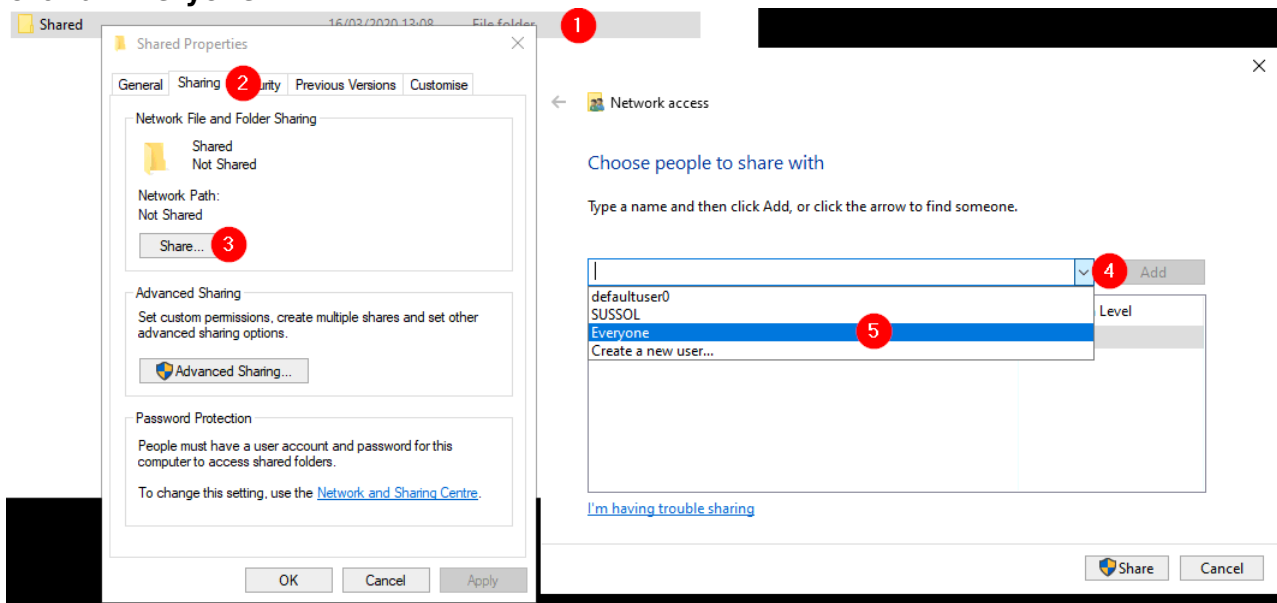 Shared 16/03/2020 13:08 File folder 1
Shared Properties
General Sharing 2 Previous Versions Customise
Network File and Folder Sharing
Shared
Not Shared
Network Path:
Not Shared
Share... 3
Advanced Sharing
Set custom permissions, create multiple shares and set other
advanced sharing options.
Advanced Sharing...
Password Protection
People must have a user account and password for this
computer to access shared folders.
To change this setting, use the Network and Sharing Centre.
OK Cancel Apply
Network access
Choose people to share with
Type a name and then click Add, or click the arrow to find someone.
4 Add
defaultuser0
SUSSOL
Everyone 5
Create a new user...
Level
I'm having trouble sharing
Share Cancel